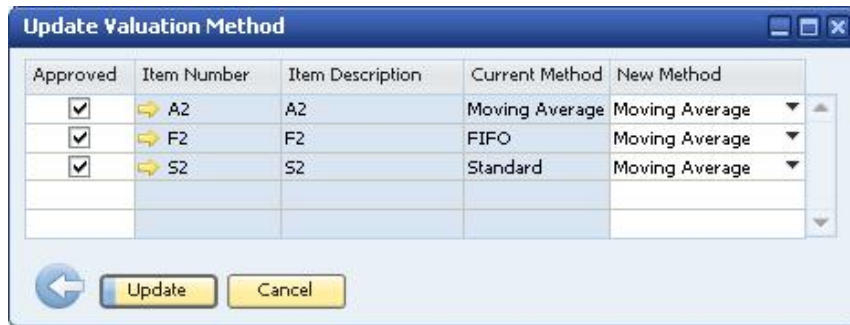 Update Valuation Method
Approved Item Number Item Description Current Method New Method
A2 A2 Moving Average Moving Average
F2 F2 FIFO Moving Average
S2 S2 Standard Moving Average
Update Cancel